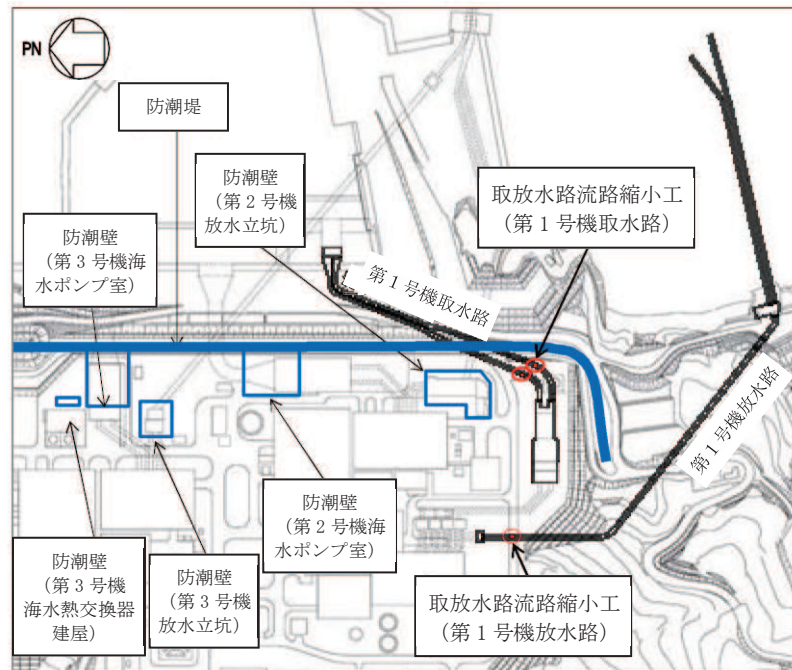 PN
防潮堤
防潮壁
（第２号機
放水立坑）
取放水路流路縮小工
（第１号機取水路）
防潮壁
（第３号機海
水ポンプ室）
第１号機取水路
第１号機放水路
防潮壁
（第２号機海
水ポンプ室）
防潮壁
（第３号機
海水熱交換器
建屋）
防潮壁
（第３号機
放水立坑）
取放水路流路縮小工
（第１号機放水路）